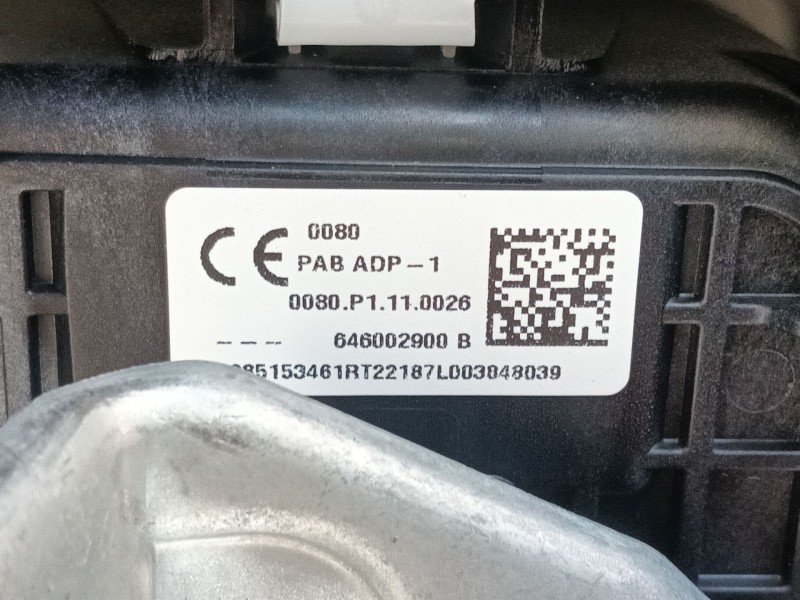 CE 0080
PAB ADP-1
0080.P1.11.0026
--- 646002900 B
85153461RT22187L003848039